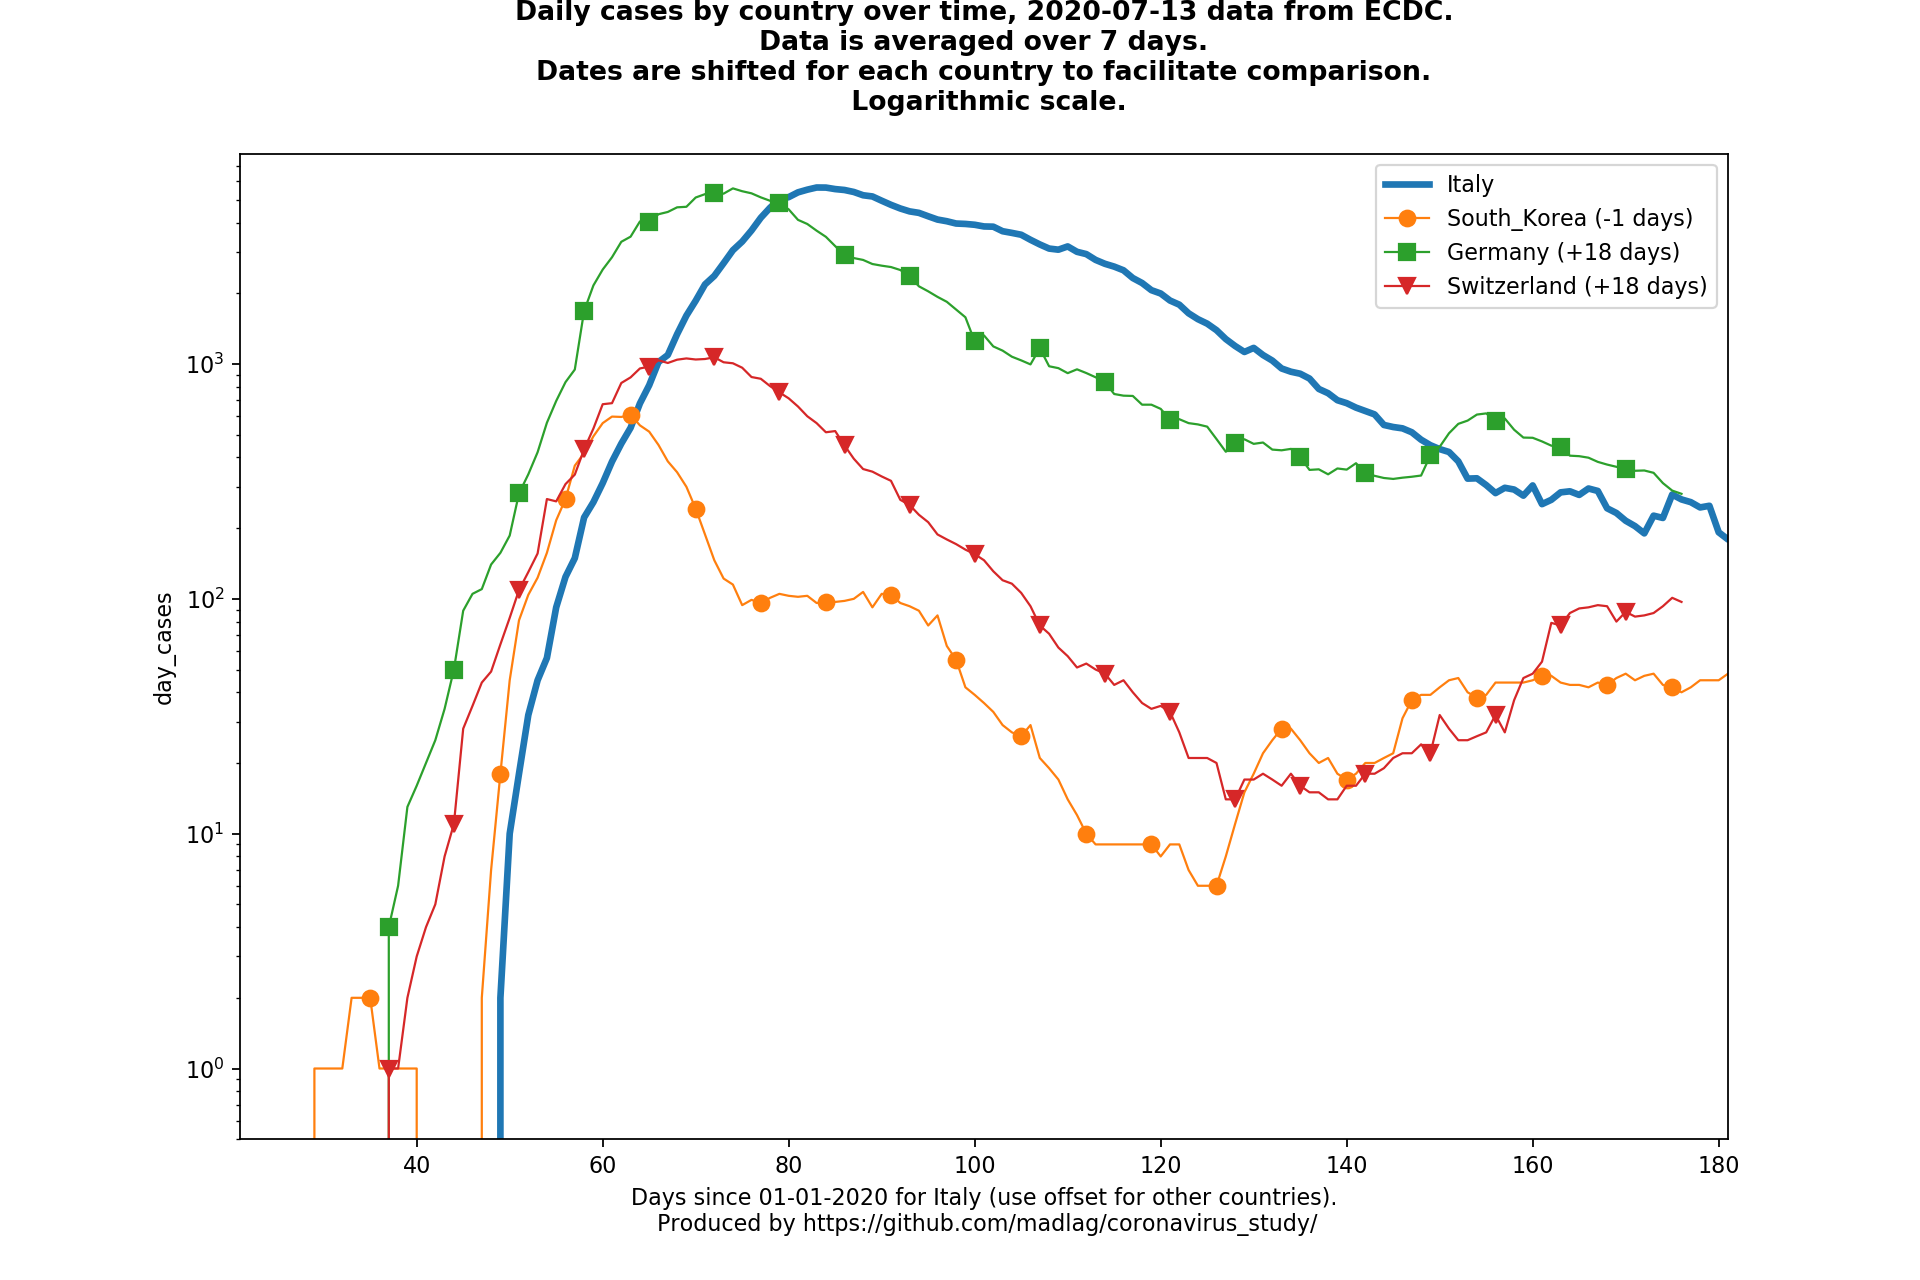 Daily cases by country over time, 2020-07-13 data from ECDC.
Data is averaged over 7 days.
Dates are shifted for each country to facilitate comparison.
Logarithmic scale.
Italy
South_Korea (-1 days)
Germany (+18 days)
Switzerland (+18 days)
day_cases
10³
10²
10¹
10⁰
40 60 80 100 120 140 160 180
Days since 01-01-2020 for Italy (use offset for other countries).
Produced by https://github.com/madlag/coronavirus_study/